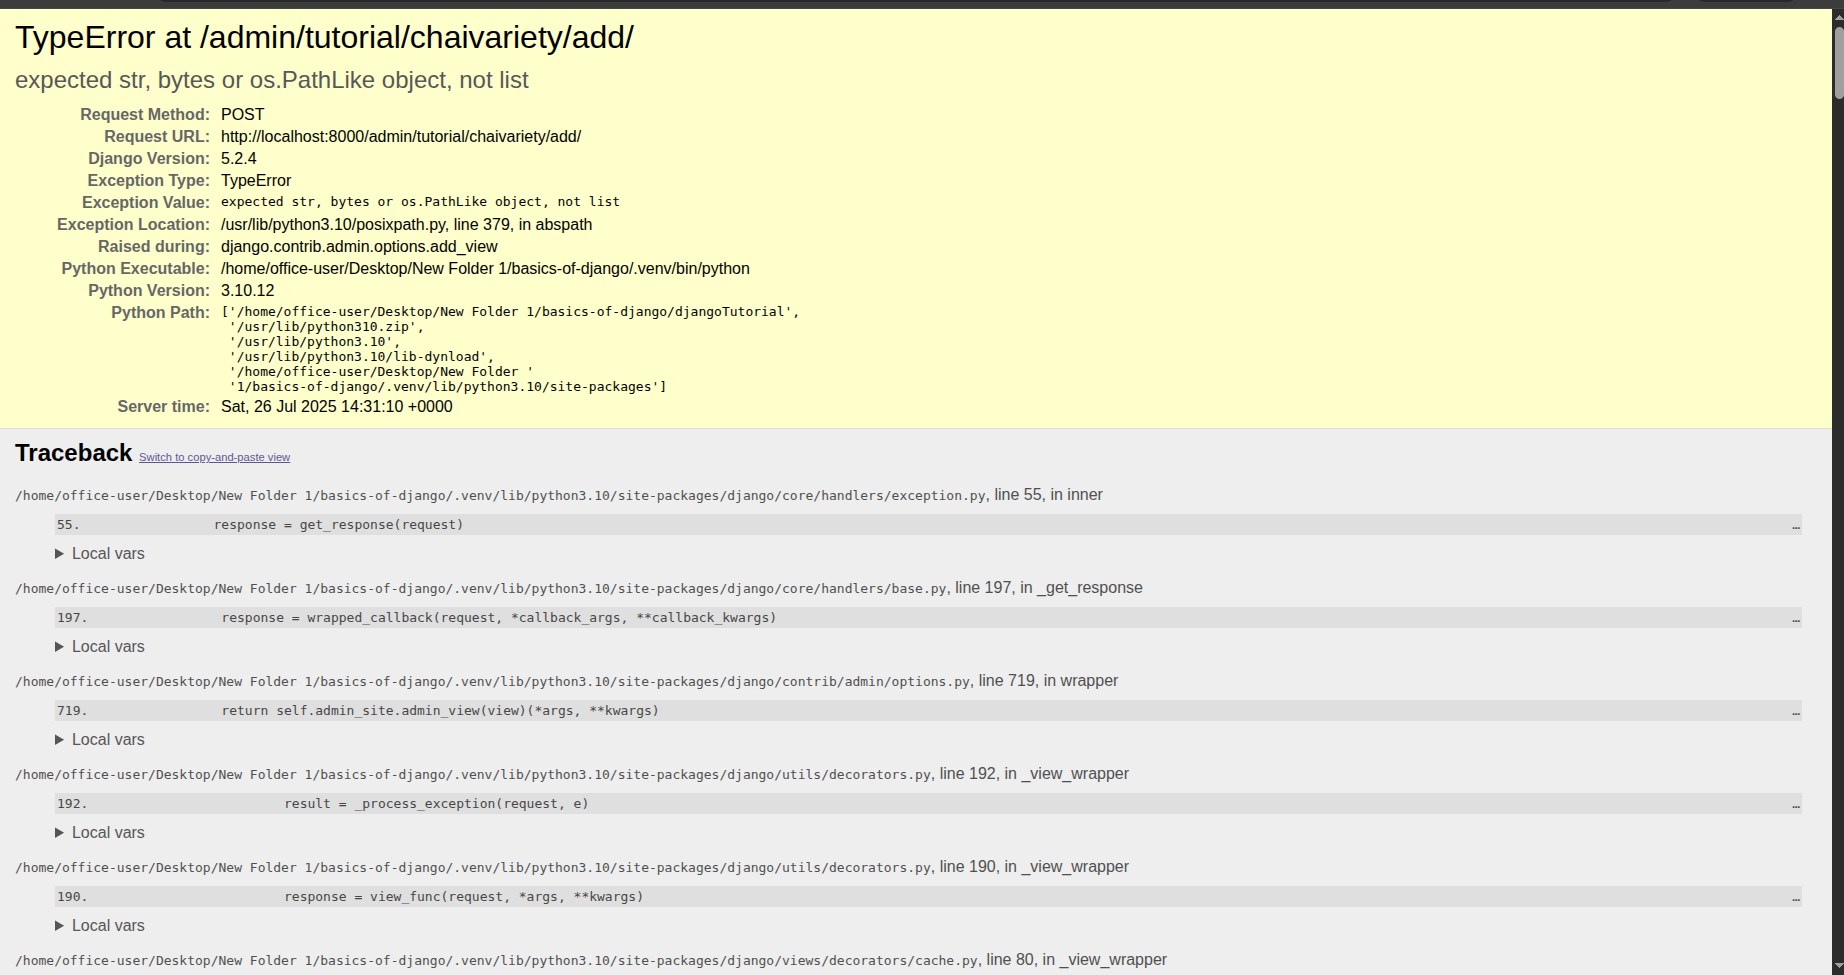 TypeError at /admin/tutorial/chaivariety/add/
expected str, bytes or os.PathLike object, not list
Request Method: POST
Request URL: http://localhost:8000/admin/tutorial/chaivariety/add/
Django Version: 5.2.4
Exception Type: TypeError
Exception Value: expected str, bytes or os.PathLike object, not list
Exception Location: /usr/lib/python3.10/posixpath.py, line 379, in abspath
Raised during: django.contrib.admin.options.add_view
Python Executable: /home/office-user/Desktop/New Folder 1/basics-of-django/.venv/bin/python
Python Version: 3.10.12
Python Path: ['/home/office-user/Desktop/New Folder 1/basics-of-django/djangoTutorial',
'/usr/lib/python310.zip',
'/usr/lib/python3.10',
'/usr/lib/python3.10/lib-dynload',
'/home/office-user/Desktop/New Folder '
'1/basics-of-django/.venv/lib/python3.10/site-packages']
Server time: Sat, 26 Jul 2025 14:31:10 +0000
Traceback Switch to copy-and-paste view
/home/office-user/Desktop/New Folder 1/basics-of-django/.venv/lib/python3.10/site-packages/django/core/handlers/exception.py, line 55, in inner
55. response = get_response(request) …
Local vars
/home/office-user/Desktop/New Folder 1/basics-of-django/.venv/lib/python3.10/site-packages/django/core/handlers/base.py, line 197, in _get_response
197. response = wrapped_callback(request, *callback_args, **callback_kwargs) …
Local vars
/home/office-user/Desktop/New Folder 1/basics-of-django/.venv/lib/python3.10/site-packages/django/contrib/admin/options.py, line 719, in wrapper
719. return self.admin_site.admin_view(view)(*args, **kwargs) …
Local vars
/home/office-user/Desktop/New Folder 1/basics-of-django/.venv/lib/python3.10/site-packages/django/utils/decorators.py, line 192, in _view_wrapper
192. result = _process_exception(request, e) …
Local vars
/home/office-user/Desktop/New Folder 1/basics-of-django/.venv/lib/python3.10/site-packages/django/utils/decorators.py, line 190, in _view_wrapper
190. response = view_func(request, *args, **kwargs) …
Local vars
/home/office-user/Desktop/New Folder 1/basics-of-django/.venv/lib/python3.10/site-packages/django/views/decorators/cache.py, line 80, in _view_wrapper